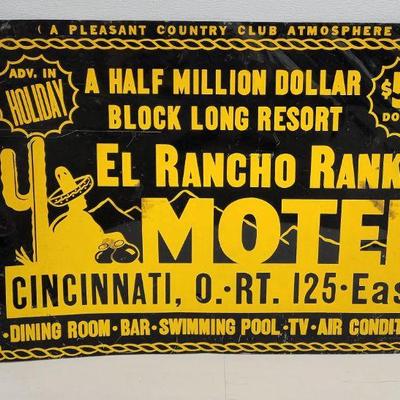 ( A PLEASANT COUNTRY CLUB ATMOSPHERE
ADV. IN
HOLIDAY
A HALF MILLION DOLLAR
BLOCK LONG RESORT
$5
DO
EL RANCHO RANK
MOTE
CINCINNATI, O.·RT. 125·Eas
·DINING ROOM·BAR·SWIMMING POOL·TV·AIR CONDIT